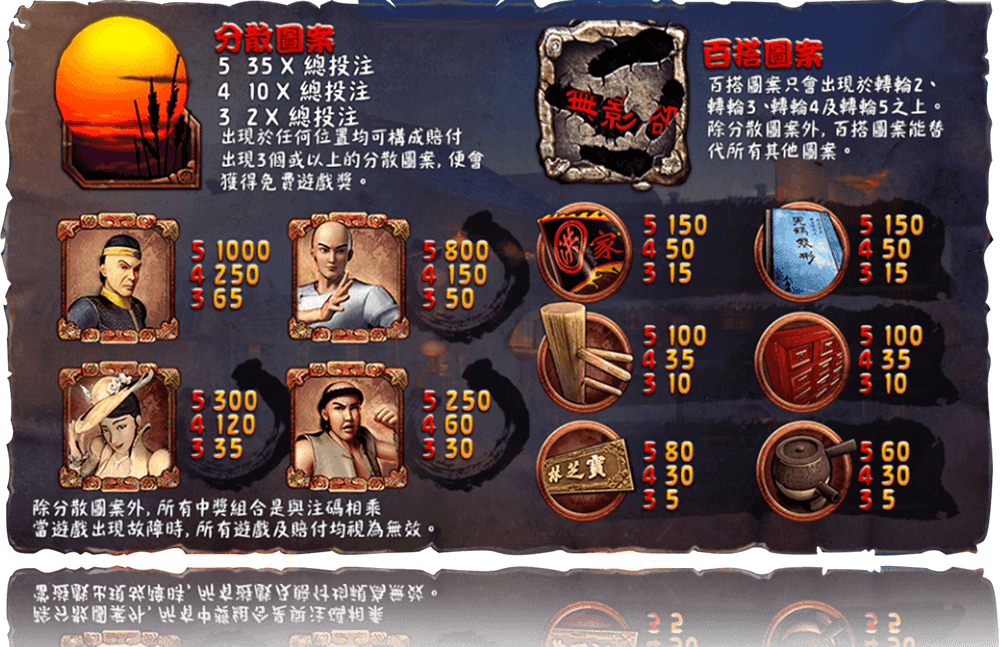 分散圖案
5 35X 總投注
4 10X 總投注
3 2X 總投注
出現於任何位置均可構成賠付
出現3個或以上的分散圖案, 便會
獲得免費遊戲獎。
無影
百搭圖案
百搭圖案只會出現於轉輪2、
轉輪3、轉輪4及轉輪5之上。
除分散圖案外, 百搭圖案能替
代所有其他圖案。
5 1000
4 250
3 65
5 800
4 150
3 50
家
5 150
4 50
3 15
5 150
4 50
3 15
5 300
4 120
3 35
5 250
4 60
3 30
5 100
4 35
3 10
5 100
4 35
3 10
林芝寶
5 80
4 30
3 5
5 60
4 30
3 5
除分散圖案外, 所有中獎組合是與注碼相乘
當遊戲出現故障時, 所有遊戲及賠付均視為無效。